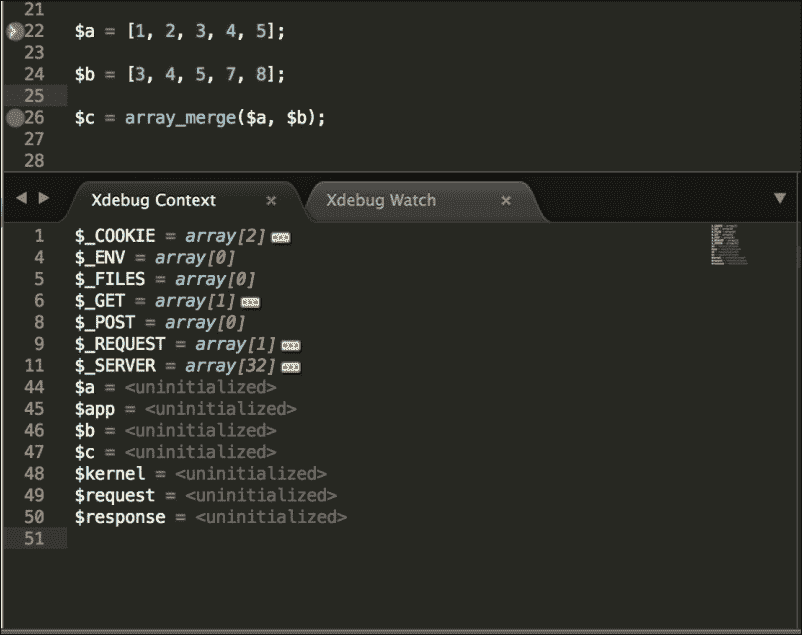 21
22 $a = [1, 2, 3, 4, 5];
23
24 $b = [3, 4, 5, 7, 8];
25
26 $c = array_merge($a, $b);
27
28
Xdebug Context × Xdebug Watch ×
1 $_COOKIE = array[2]
4 $_ENV = array[0]
5 $_FILES = array[0]
6 $_GET = array[1]
8 $_POST = array[0]
9 $_REQUEST = array[1]
11 $_SERVER = array[32]
44 $a = <uninitialized>
45 $app = <uninitialized>
46 $b = <uninitialized>
47 $c = <uninitialized>
48 $kernel = <uninitialized>
49 $request = <uninitialized>
50 $response = <uninitialized>
51